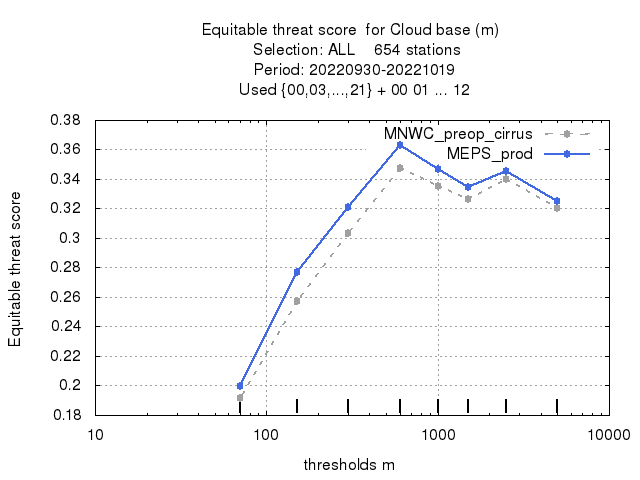 Equitable threat score  for Cloud base (m)
Selection: ALL    654 stations
Period: 20220930-20221019
Used {00,03,...,21} + 00 01 ... 12
MNWC_preop_cirrus
MEPS_prod
0.38
0.36
0.34
0.32
0.3
0.28
0.26
0.24
0.22
0.2
0.18
Equitable threat score
10 100 1000 10000
thresholds m